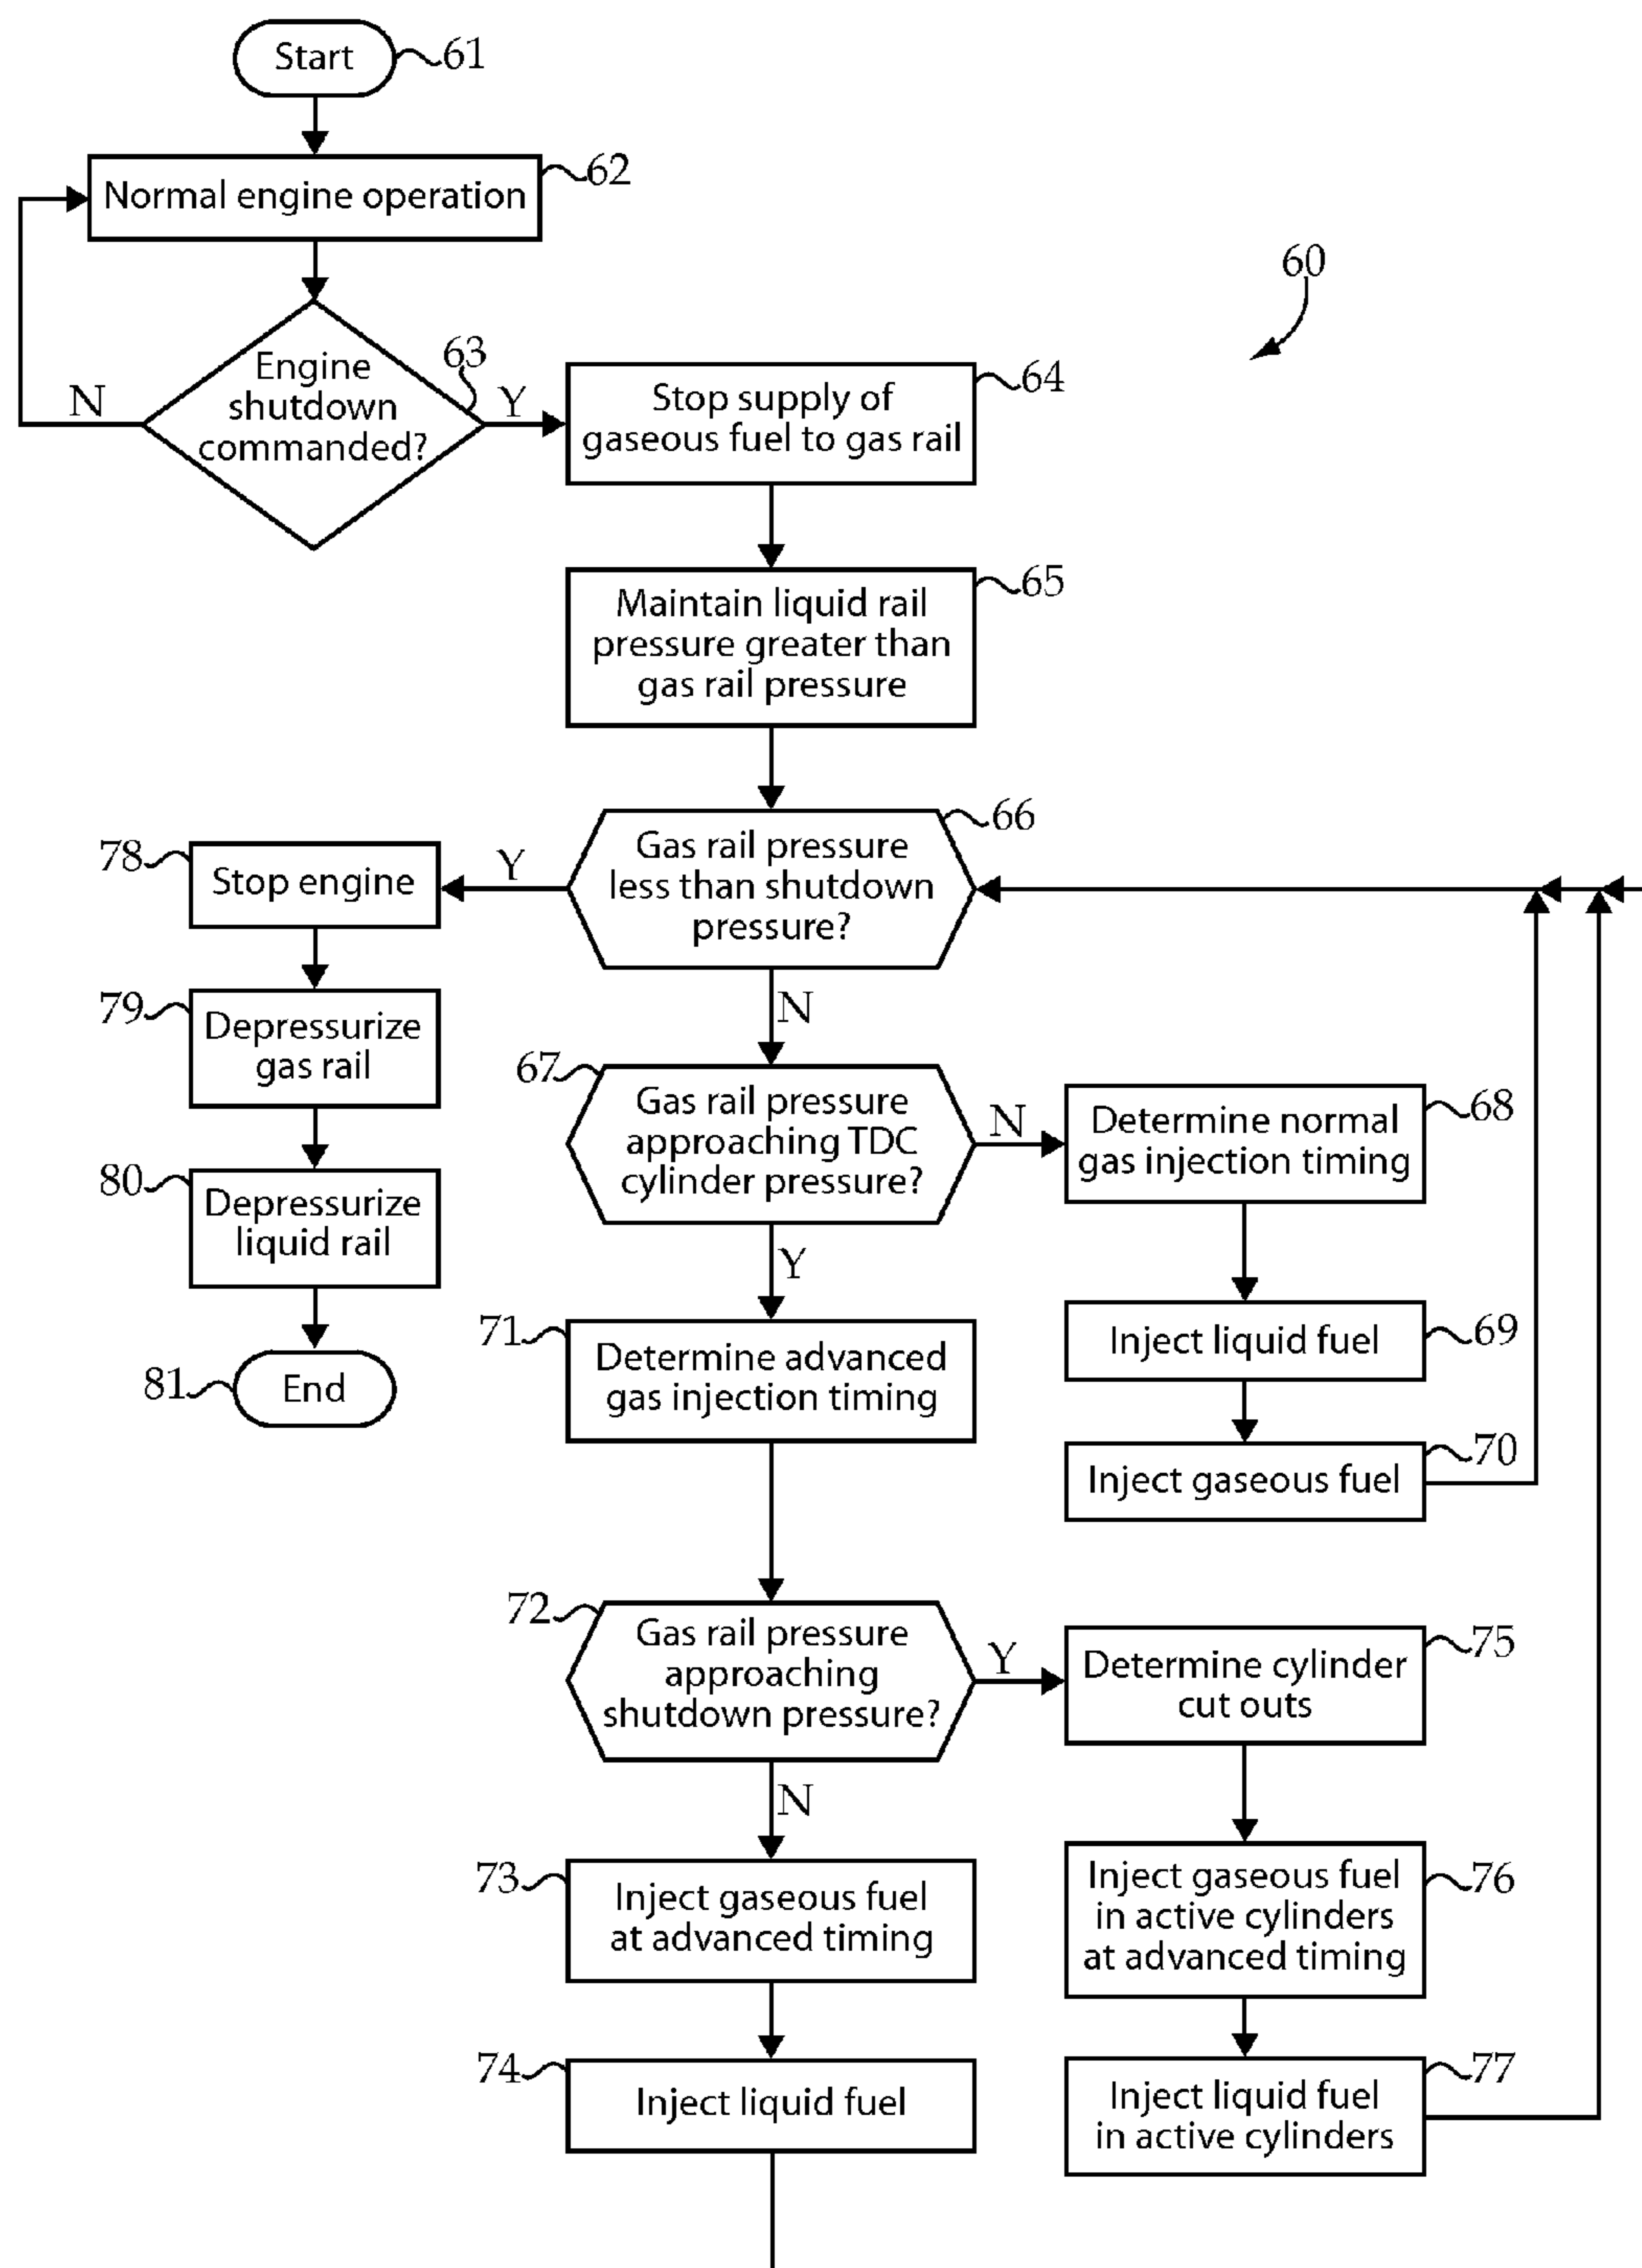 Start
61
Normal engine operation
62
60
Engine
shutdown
commanded?
63
N
Y
Stop supply of
gaseous fuel to gas rail
64
Maintain liquid rail
pressure greater than
gas rail pressure
65
Gas rail pressure
less than shutdown
pressure?
66
Y
N
78
Stop engine
79
Depressurize
gas rail
80
Depressurize
liquid rail
81
End
67
Gas rail pressure
approaching TDC
cylinder pressure?
N
Y
Determine normal
gas injection timing
68
Inject liquid fuel
69
Inject gaseous fuel
70
71
Determine advanced
gas injection timing
72
Gas rail pressure
approaching
shutdown pressure?
Y
N
Determine cylinder
cut outs
75
73
Inject gaseous fuel
at advanced timing
Inject gaseous fuel
in active cylinders
at advanced timing
76
74
Inject liquid fuel
Inject liquid fuel
in active cylinders
77